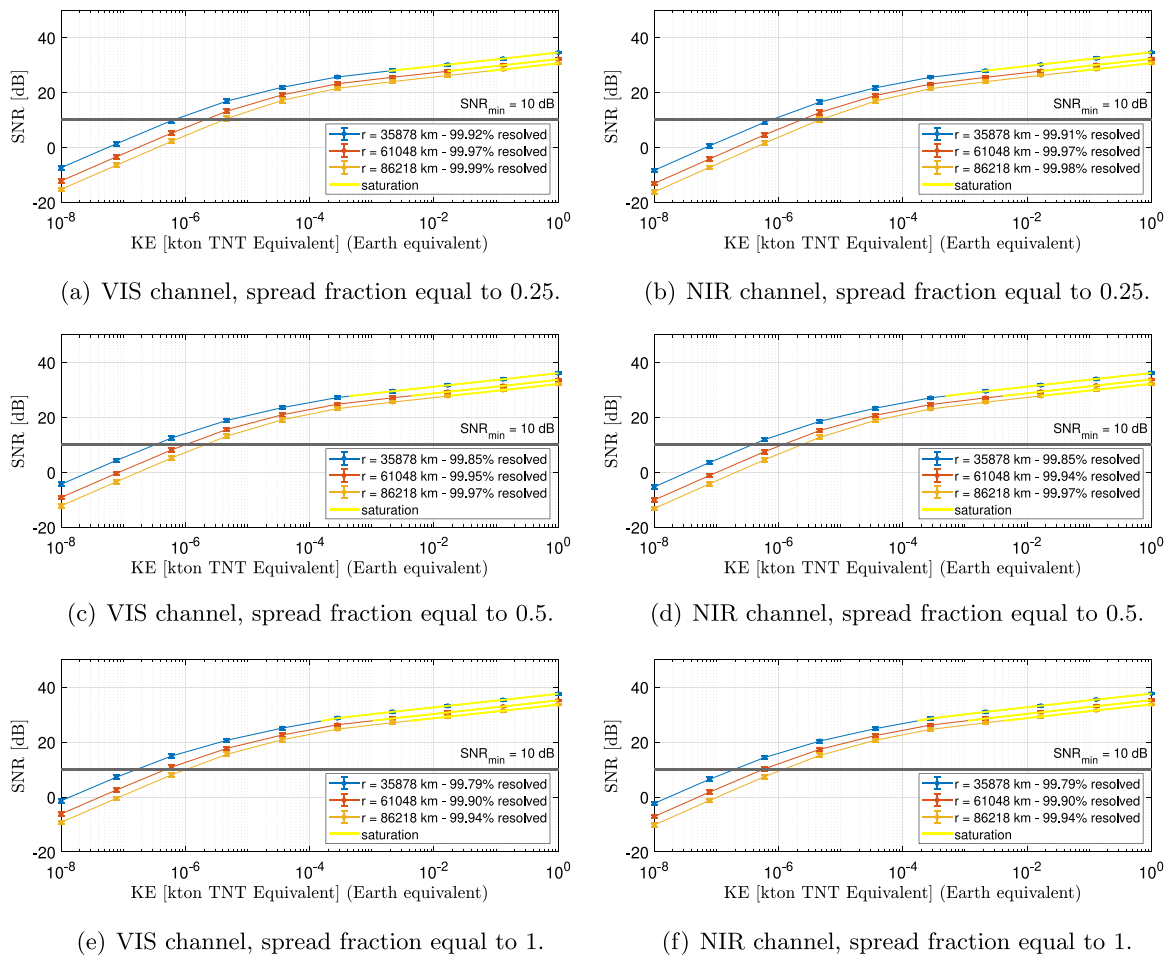 40
20
0
-20
SNR [dB]
SNRmin = 10 dB
r = 35878 km - 99.92% resolved
r = 61048 km - 99.97% resolved
r = 86218 km - 99.99% resolved
saturation
10^-8 10^-6 10^-4 10^-2 10^0
KE [kton TNT Equivalent] (Earth equivalent)
(a) VIS channel, spread fraction equal to 0.25.
40
20
0
-20
SNR [dB]
SNRmin = 10 dB
r = 35878 km - 99.91% resolved
r = 61048 km - 99.97% resolved
r = 86218 km - 99.98% resolved
saturation
10^-8 10^-6 10^-4 10^-2 10^0
KE [kton TNT Equivalent] (Earth equivalent)
(b) NIR channel, spread fraction equal to 0.25.
40
20
0
-20
SNR [dB]
SNRmin = 10 dB
r = 35878 km - 99.85% resolved
r = 61048 km - 99.95% resolved
r = 86218 km - 99.97% resolved
saturation
10^-8 10^-6 10^-4 10^-2 10^0
KE [kton TNT Equivalent] (Earth equivalent)
(c) VIS channel, spread fraction equal to 0.5.
40
20
0
-20
SNR [dB]
SNRmin = 10 dB
r = 35878 km - 99.85% resolved
r = 61048 km - 99.94% resolved
r = 86218 km - 99.97% resolved
saturation
10^-8 10^-6 10^-4 10^-2 10^0
KE [kton TNT Equivalent] (Earth equivalent)
(d) NIR channel, spread fraction equal to 0.5.
40
20
0
-20
SNR [dB]
SNRmin = 10 dB
r = 35878 km - 99.79% resolved
r = 61048 km - 99.90% resolved
r = 86218 km - 99.94% resolved
saturation
10^-8 10^-6 10^-4 10^-2 10^0
KE [kton TNT Equivalent] (Earth equivalent)
(e) VIS channel, spread fraction equal to 1.
40
20
0
-20
SNR [dB]
SNRmin = 10 dB
r = 35878 km - 99.79% resolved
r = 61048 km - 99.90% resolved
r = 86218 km - 99.94% resolved
saturation
10^-8 10^-6 10^-4 10^-2 10^0
KE [kton TNT Equivalent] (Earth equivalent)
(f) NIR channel, spread fraction equal to 1.